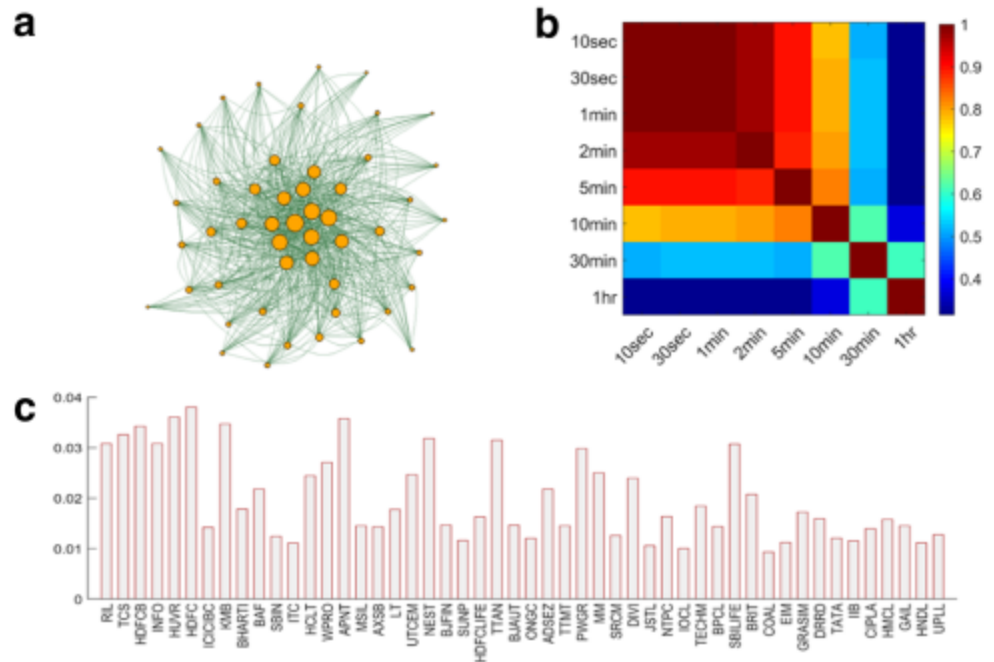 a
b
10sec
30sec
1min
2min
5min
10min
30min
1hr
10sec
30sec
1min
2min
5min
10min
30min
1hr
1
0.9
0.8
0.7
0.6
0.5
0.4
c
0.04
0.03
0.02
0.01
0
RIL
TCS
HDFCB
INFO
HUVR
HDFC
ICICIBC
KMB
BHARTI
BAF
SBIN
ITC
HCLT
WPRO
APNT
MSIL
AXSB
LT
UTCEM
NEST
BJFIN
SUNP
HDFCLIFE
TTAN
BJAUT
ONGC
ADSEZ
TTMT
PWGR
MM
SRCM
DIVI
JSTL
NTPC
IOCL
TECHM
BPCL
SBILIFE
BRIT
COAL
EIM
GRASIM
DRRD
TATA
IIB
CIPLA
HMCL
GAIL
HNDL
UPLL